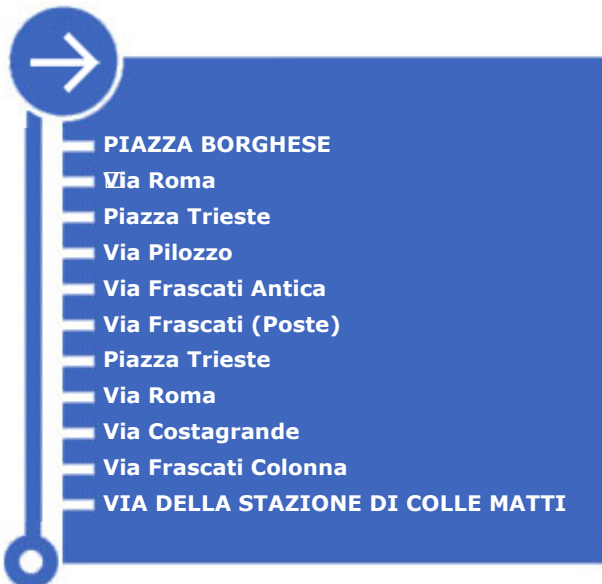 PIAZZA BORGHESE
Via Roma
Piazza Trieste
Via Pilozzo
Via Frascati Antica
Via Frascati (Poste)
Piazza Trieste
Via Roma
Via Costagrande
Via Frascati Colonna
VIA DELLA STAZIONE DI COLLE MATTI